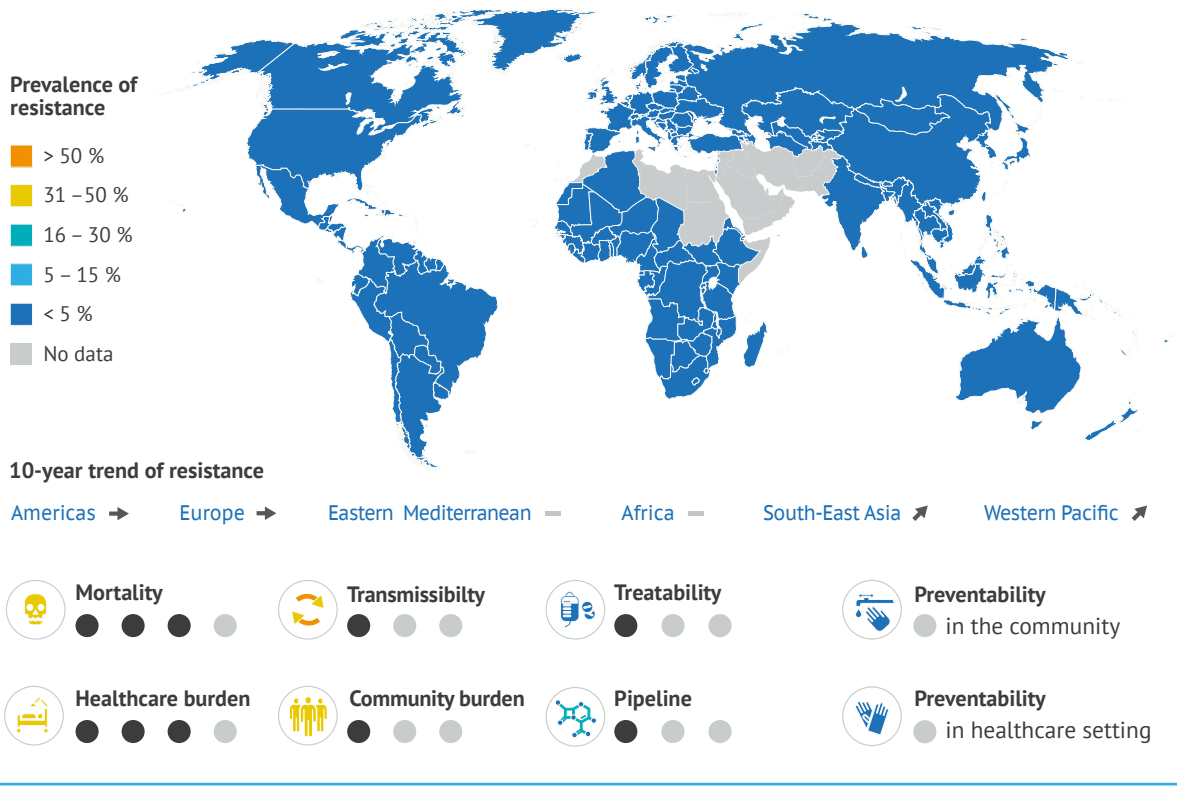 Prevalence of
resistance
> 50 %
31 –50 %
16 – 30 %
5 – 15 %
< 5 %
No data
10-year trend of resistance
Americas
Europe
Eastern Mediterranean
Africa
South-East Asia
Western Pacific
Mortality
Transmissibilty
Treatability
Preventability
in the community
Healthcare burden
Community burden
Pipeline
Preventability
in healthcare setting